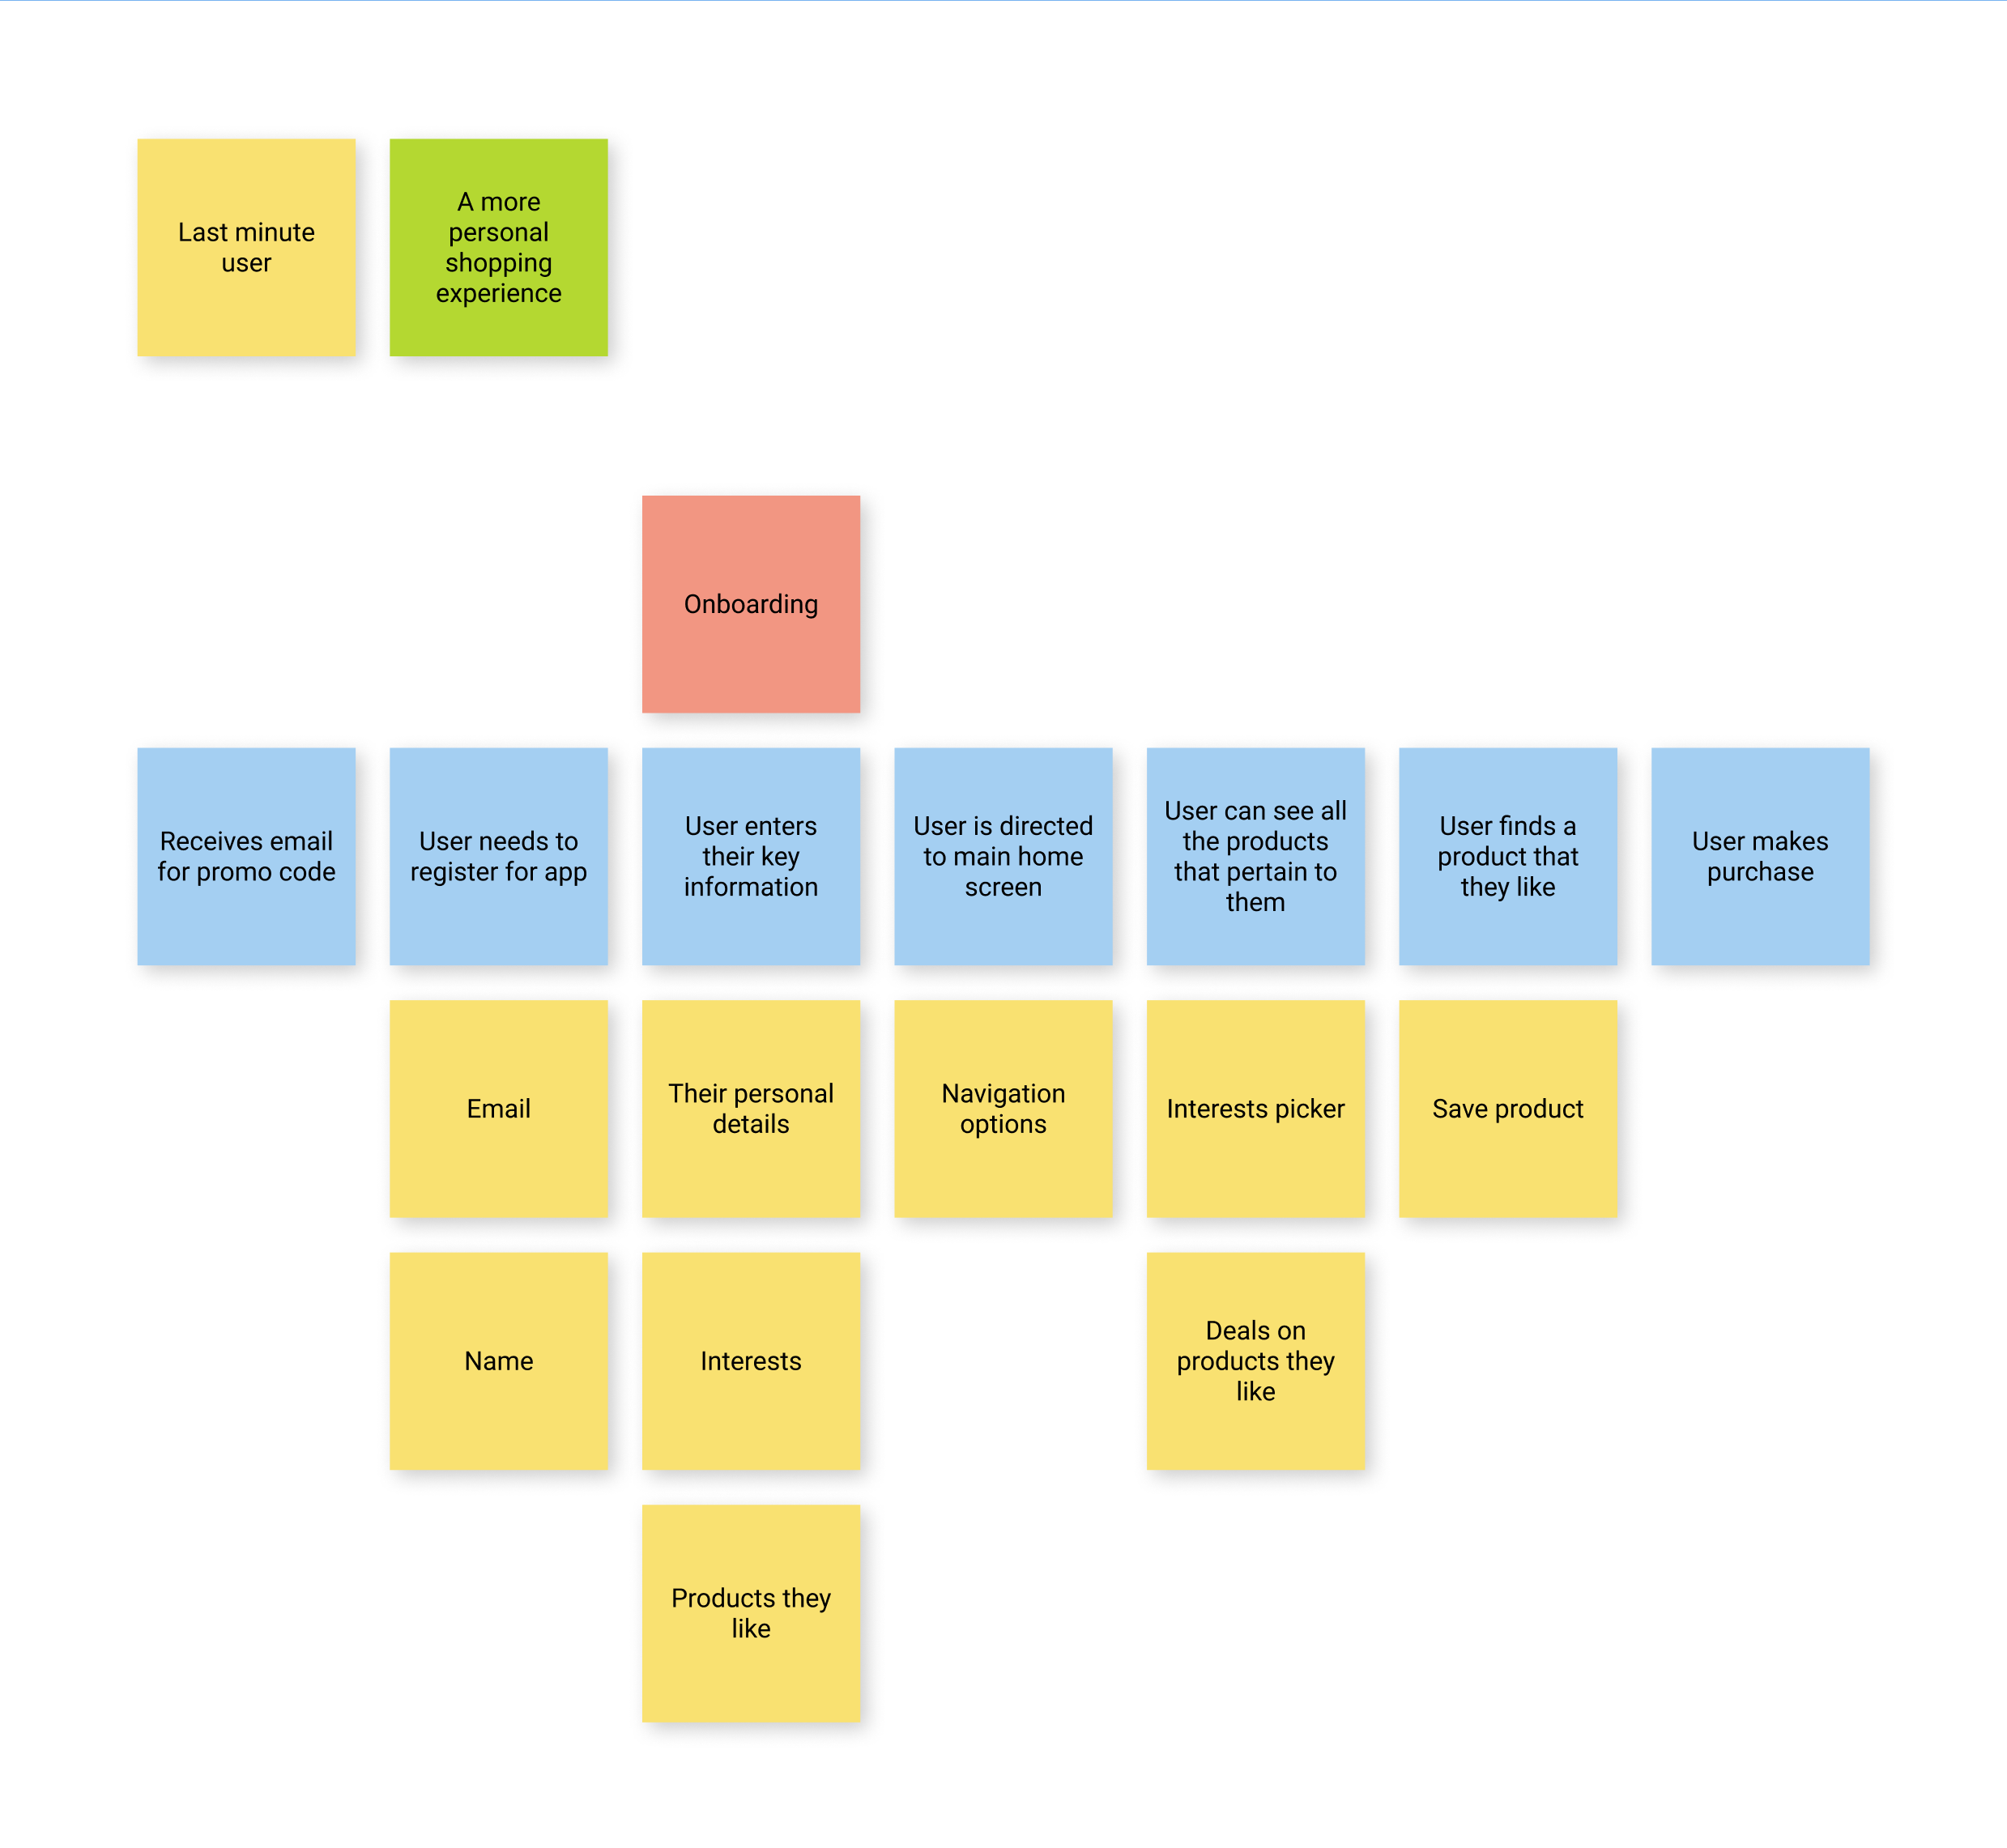 Last minute
user
A more
personal
shopping
experience
Onboarding
Receives email
for promo code
User needs to
register for app
User enters
their key
information
User is directed
to main home
screen
User can see all
the products
that pertain to
them
User finds a
product that
they like
User makes
purchase
Email
Their personal
details
Navigation
options
Interests picker
Save product
Name
Interests
Deals on
products they
like
Products they
like